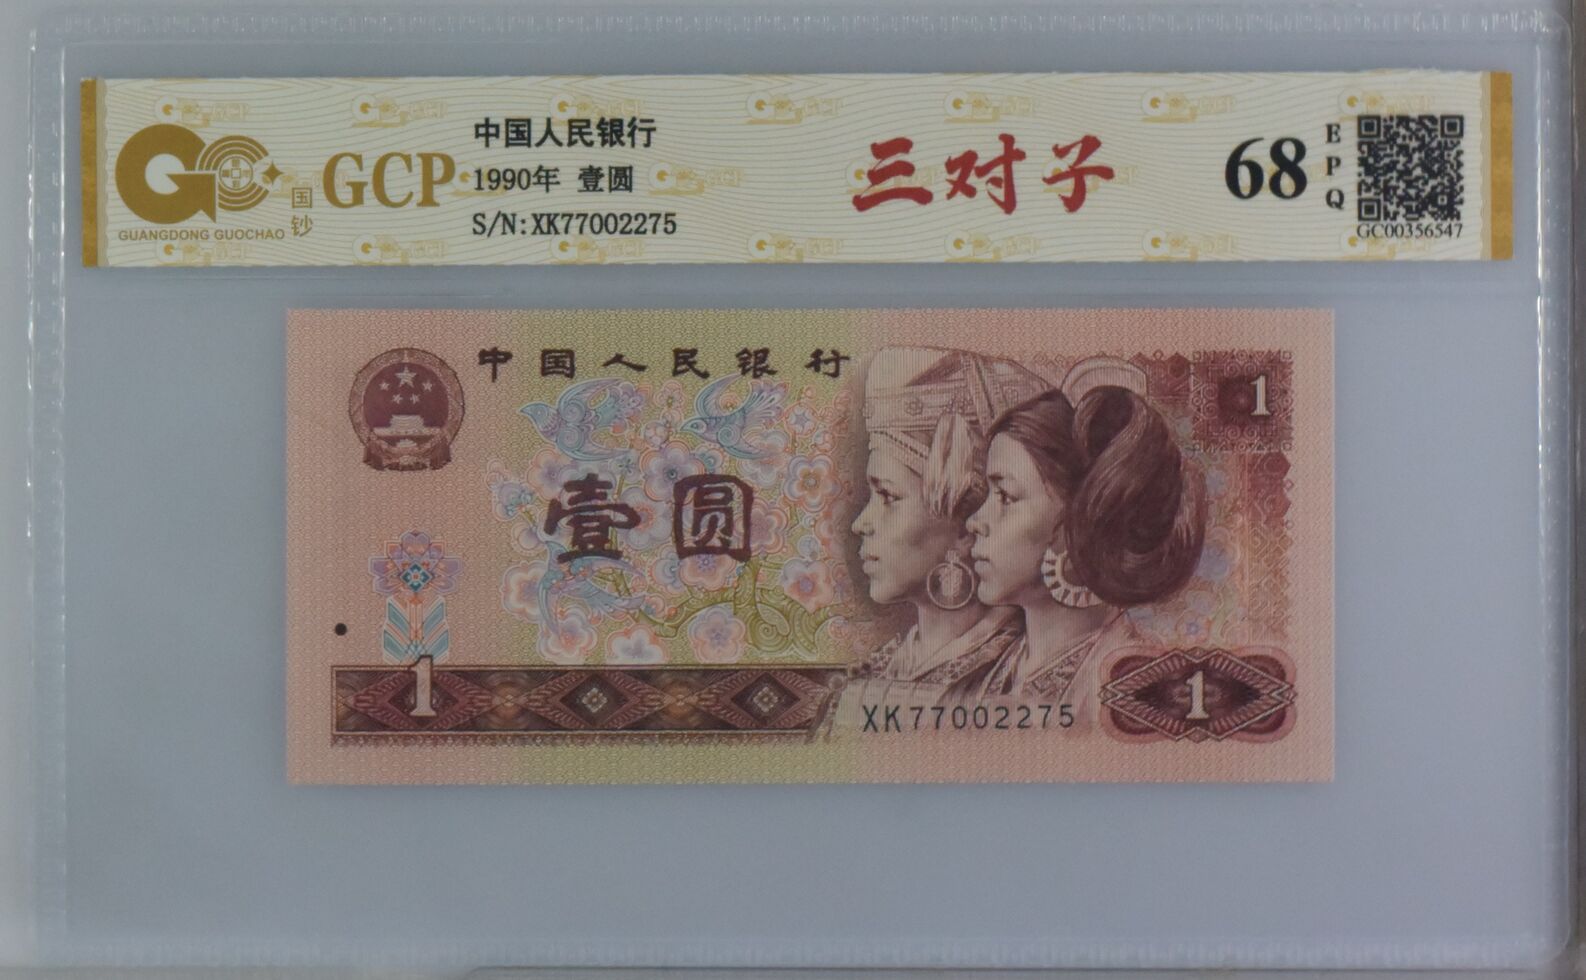 GUANGDONG GUOCHAO
国钞
GCP
中国人民银行
1990年 壹圆
S/N:XK77002275
三对子
68
EPQ
GC00356547
中国人民银行
1
壹圆
1
XK77002275
1